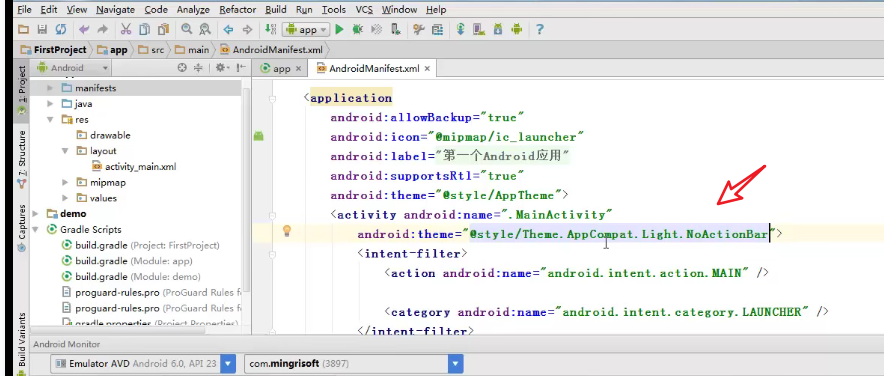 File Edit View Navigate Code Analyze Refactor Build Run Tools VCS Window Help
app
FirstProject app src main AndroidManifest.xml
Android
app AndroidManifest.xml
1: Project
7: Structure
Captures
Build Variants
manifests
java
res
drawable
layout
activity_main.xml
mipmap
values
demo
Gradle Scripts
build.gradle (Project: FirstProject)
build.gradle (Module: app)
build.gradle (Module: demo)
proguard-rules.pro (ProGuard Rules fo
proguard-rules.pro (ProGuard Rules f
gradle.properties (Project Properties)
<application
android:allowBackup="true"
android:icon="@mipmap/ic_launcher"
android:label="第一个Android应用"
android:supportsRtl="true"
android:theme="@style/AppTheme">
<activity android:name=".MainActivity"
android:theme="@style/Theme.AppCompat.Light.NoActionBar">
<intent-filter>
<action android:name="android.intent.action.MAIN" />
<category android:name="android.intent.category.LAUNCHER" />
</intent-filter>
Android Monitor
Emulator AVD Android 6.0, API 23 com.mingrisoft (3897)